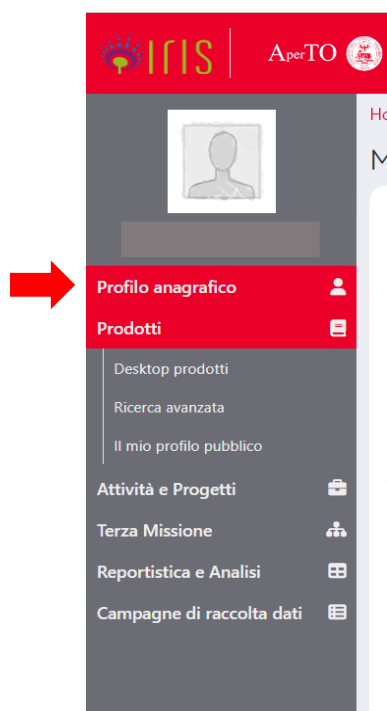 IRIS
AperTO
Ho
M
Profilo anagrafico
Prodotti
Desktop prodotti
Ricerca avanzata
Il mio profilo pubblico
Attività e Progetti
Terza Missione
Reportistica e Analisi
Campagne di raccolta dati